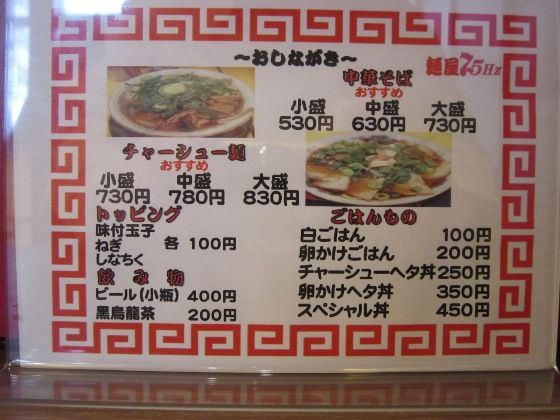 ～おしながき～
麺屋7.5Hz
中華そば
おすすめ
小盛 中盛 大盛
530円 630円 730円
チャーシュー麺
おすすめ
小盛 中盛 大盛
730円 780円 830円
トッピング
味付玉子
ねぎ 各 100円
しなちく
飲み物
ビール(小瓶) 400円
黒烏龍茶 200円
ごはんもの
白ごはん 100円
卵かけごはん 200円
チャーシューヘタ丼 250円
卵かけヘタ丼 350円
スペシャル丼 450円